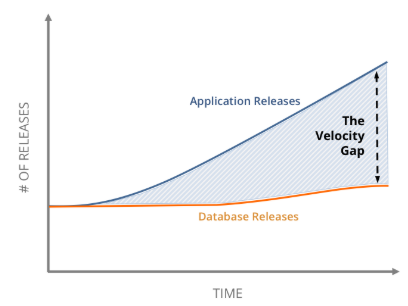 Application Releases
The
Velocity
Gap
Database Releases
# OF RELEASES
TIME